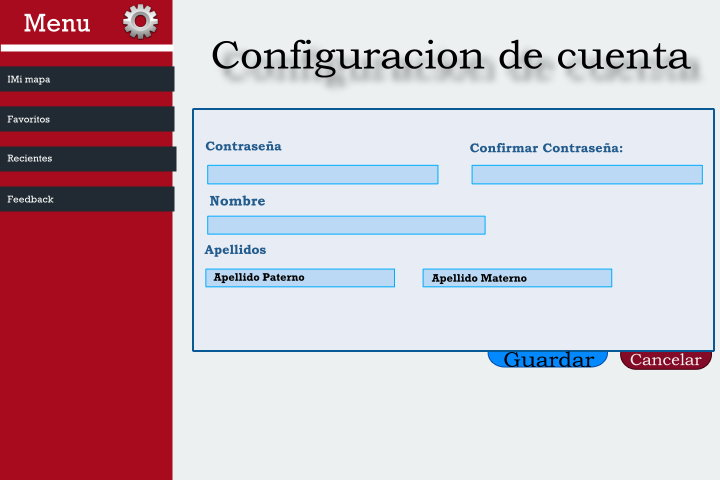 Menu
Configuracion de cuenta
IMi mapa
Favoritos
Recientes
Feedback
Contraseña
Confirmar Contraseña:
Nombre
Apellidos
Apellido Paterno
Apellido Materno
Guardar
Cancelar